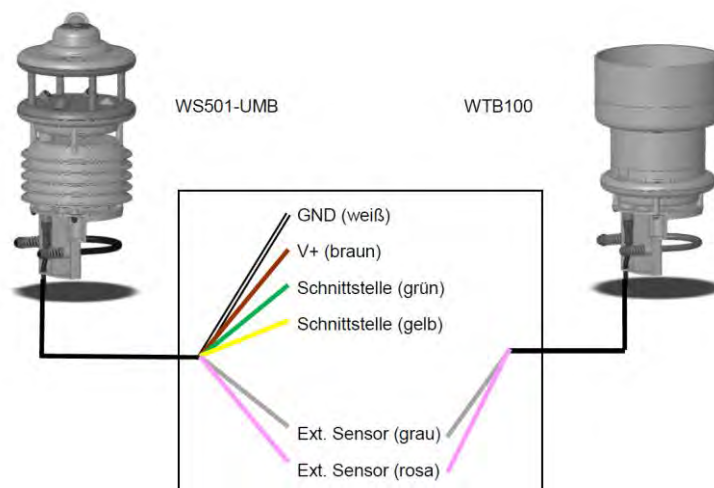 WS501-UMB
WTB100
GND (weiß)
V+ (braun)
Schnittstelle (grün)
Schnittstelle (gelb)
Ext. Sensor (grau)
Ext. Sensor (rosa)